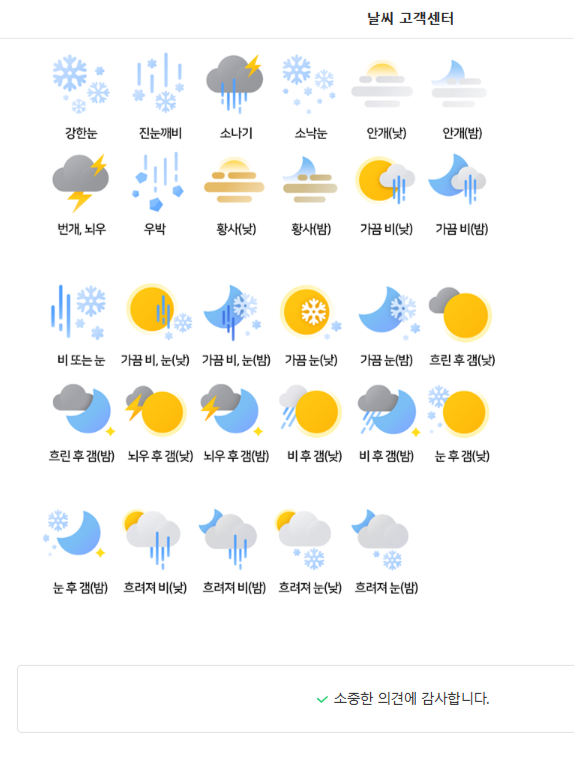 날씨 고객센터
강한눈 진눈깨비 소나기 소낙눈 안개(낮) 안개(밤)
번개, 뇌우 우박 황사(낮) 황사(밤) 가끔 비(낮) 가끔 비(밤)
비 또는 눈 가끔 비, 눈(낮) 가끔 비, 눈(밤) 가끔 눈(낮) 가끔 눈(밤) 흐린 후 갬(낮)
흐린 후 갬(밤) 뇌우 후 갬(낮) 뇌우 후 갬(밤) 비 후 갬(낮) 비 후 갬(밤) 눈 후 갬(낮)
눈 후 갬(밤) 흐려져 비(낮) 흐려져 비(밤) 흐려져 눈(낮) 흐려져 눈(밤)
소중한 의견에 감사합니다.